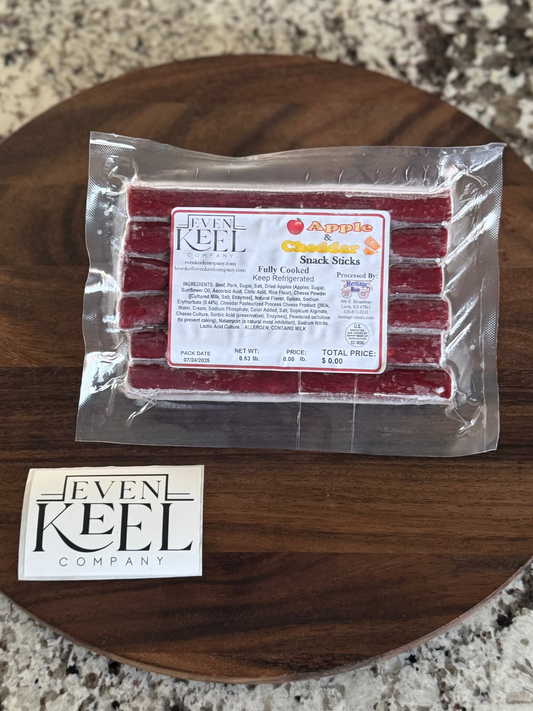 EVEN
KEEL
COMPANY
evenkeelcompany.com
Apple
&
Cheddar
Snack Sticks
Fully Cooked
Keep Refrigerated
Processed By:
Heritage
INGREDIENTS: Beef, Pork, Sugar, Salt, Dried Apples (Apples, Sugar,
Sunflower Oil, Ascorbic Acid, Citric Acid, Rice Flour), Cheese Powder
[(Cultured Milk, Salt, Enzymes], Natural Flavor, Spices, Sodium
Erythorbate (0.44%), Cheddar Pasteurized Process Cheese Product [(Milk,
Water, Cream, Sodium Phosphate, Color Added, Salt, Sodium Alginate,
Cheese Culture, Sorbic Acid (preservative), Enzymes), Powdered cellulose
(to prevent caking), Natamycin (a natural mold inhibitor)], Sodium Nitrite,
Lactic Acid Culture. ALLERGEN: CONTAINS MILK
PACK DATE
07/24/2025
NET WT:
0.63 lb.
PRICE:
0.00 lb.
TOTAL PRICE:
$ 0.00
EVEN
KEEL
COMPANY